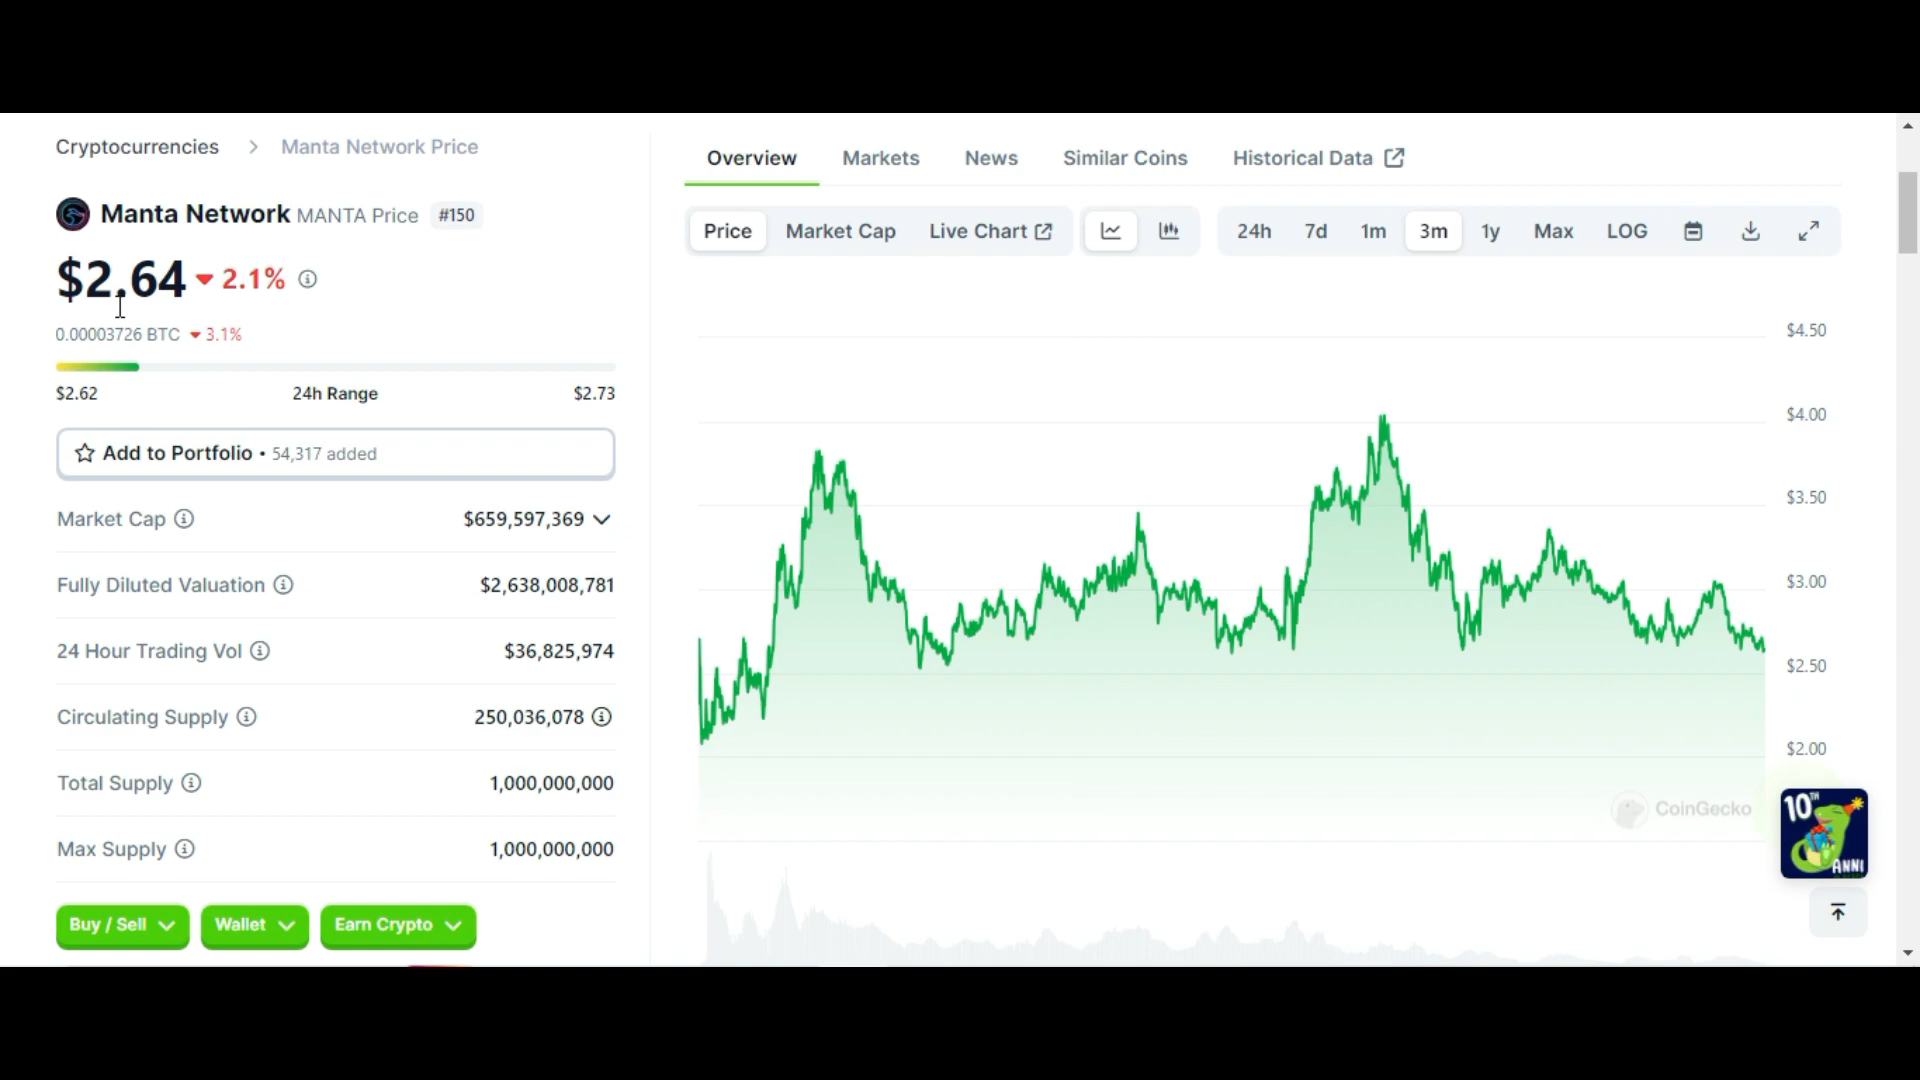 Cryptocurrencies > Manta Network Price
Manta Network MANTA Price #150
$2.64 2.1%
0.00003726 BTC 3.1%
$2.62 24h Range $2.73
Add to Portfolio • 54,317 added
Market Cap $659,597,369
Fully Diluted Valuation $2,638,008,781
24 Hour Trading Vol $36,825,974
Circulating Supply 250,036,078
Total Supply 1,000,000,000
Max Supply 1,000,000,000
Buy / Sell Wallet Earn Crypto
Overview Markets News Similar Coins Historical Data
Price Market Cap Live Chart 24h 7d 1m 3m 1y Max LOG
$4.50
$4.00
$3.50
$3.00
$2.50
$2.00
CoinGecko
10TH
ANNI